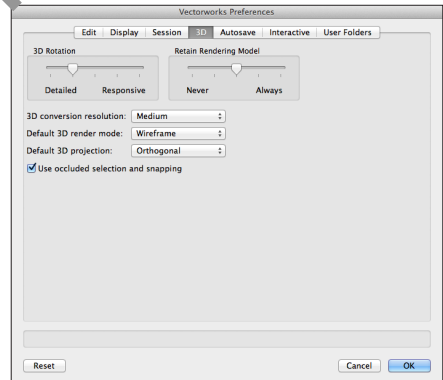 Vectorworks Preferences
Edit Display Session 3D Autosave Interactive User Folders
3D Rotation Retain Rendering Model
Detailed Responsive Never Always
3D conversion resolution: Medium
Default 3D render mode: Wireframe
Default 3D projection: Orthogonal
Use occluded selection and snapping
Reset Cancel OK